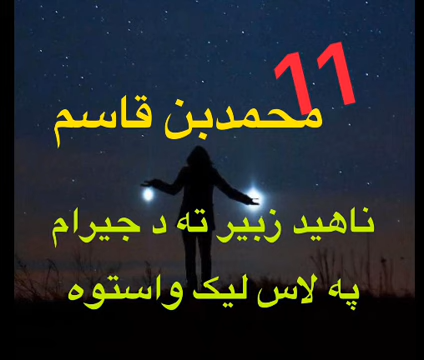 11
محمدبن قاسم
ناهید زبیر ته د جیرام
په لاس لیک واستوه